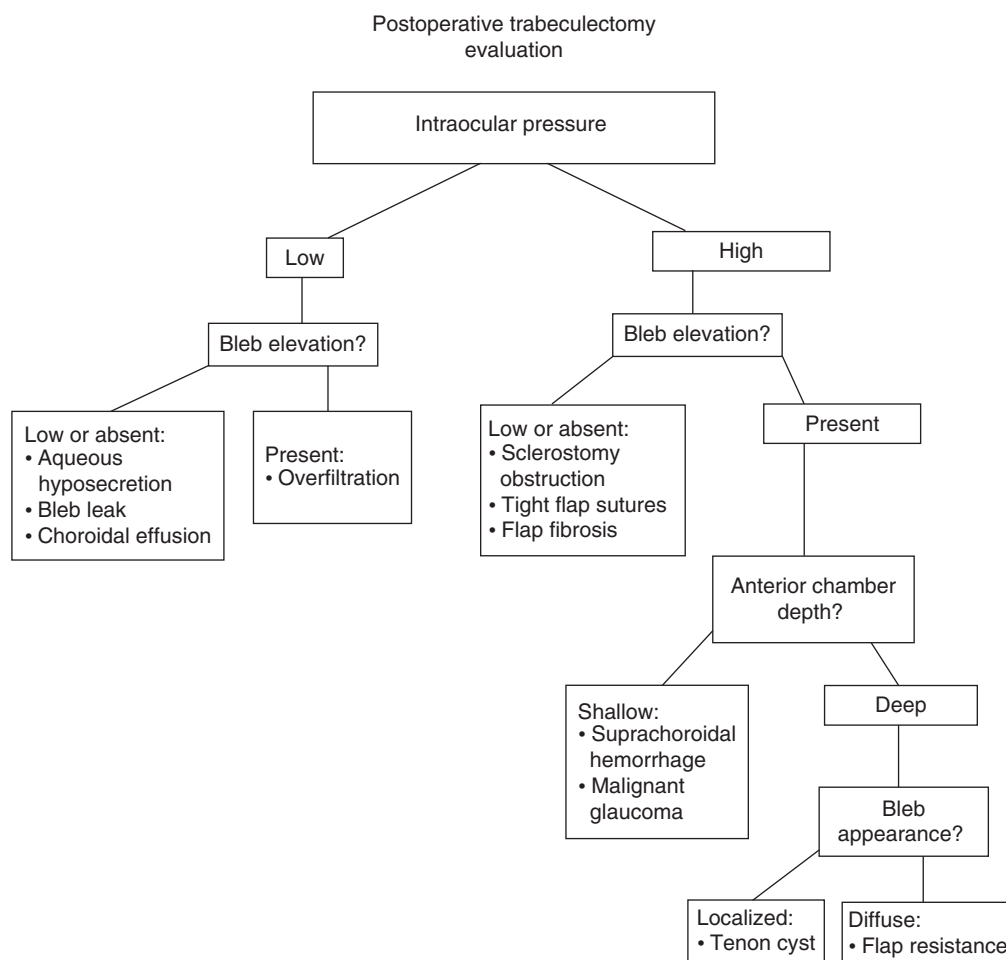 Postoperative trabeculectomy
evaluation
Intraocular pressure
Low
High
Bleb elevation?
Bleb elevation?
Low or absent:
• Aqueous
hyposecretion
• Bleb leak
• Choroidal effusion
Present:
• Overfiltration
Low or absent:
• Sclerostomy
obstruction
• Tight flap sutures
• Flap fibrosis
Present
Anterior chamber
depth?
Shallow:
• Suprachoroidal
hemorrhage
• Malignant
glaucoma
Deep
Bleb
appearance?
Localized:
• Tenon cyst
Diffuse:
• Flap resistance